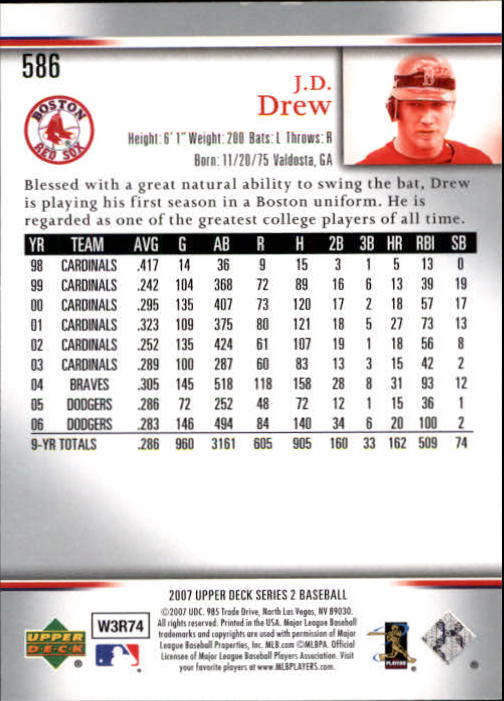 586
J.D.
Drew
BOSTON
RED SOX
Height: 6' 1" Weight: 200 Bats: L Throws: R
Born: 11/20/75 Valdosta, GA
Blessed with a great natural ability to swing the bat, Drew
is playing his first season in a Boston uniform. He is
regarded as one of the greatest college players of all time.
YR TEAM AVG G AB R H 2B 3B HR RBI SB
98 CARDINALS .417 14 36 9 15 3 1 5 13 0
99 CARDINALS .242 104 368 72 89 16 6 13 39 19
00 CARDINALS .295 135 407 73 120 17 2 18 57 17
01 CARDINALS .323 109 375 80 121 18 5 27 73 13
02 CARDINALS .252 135 424 61 107 19 1 18 56 8
03 CARDINALS .289 100 287 60 83 13 3 15 42 2
04 BRAVES .305 145 518 118 158 28 8 31 93 12
05 DODGERS .286 72 252 48 72 12 1 15 36 1
06 DODGERS .283 146 494 84 140 34 6 20 100 2
9-YR TOTALS .286 960 3161 605 905 160 33 162 509 74
2007 UPPER DECK SERIES 2 BASEBALL
©2007 UDC. 985 Trade Drive, North Las Vegas, NV 89030.
All rights reserved. Printed in the USA. Major League Baseball
trademarks and copyrights are used with permission of Major
League Baseball Properties, Inc. MLB.com ©MLBPA. Official
Licensee of Major League Baseball Players Association. Visit
your favorite players at www.MLBPLAYERS.com.
UPPER
DECK
W3R74
PLAYERS